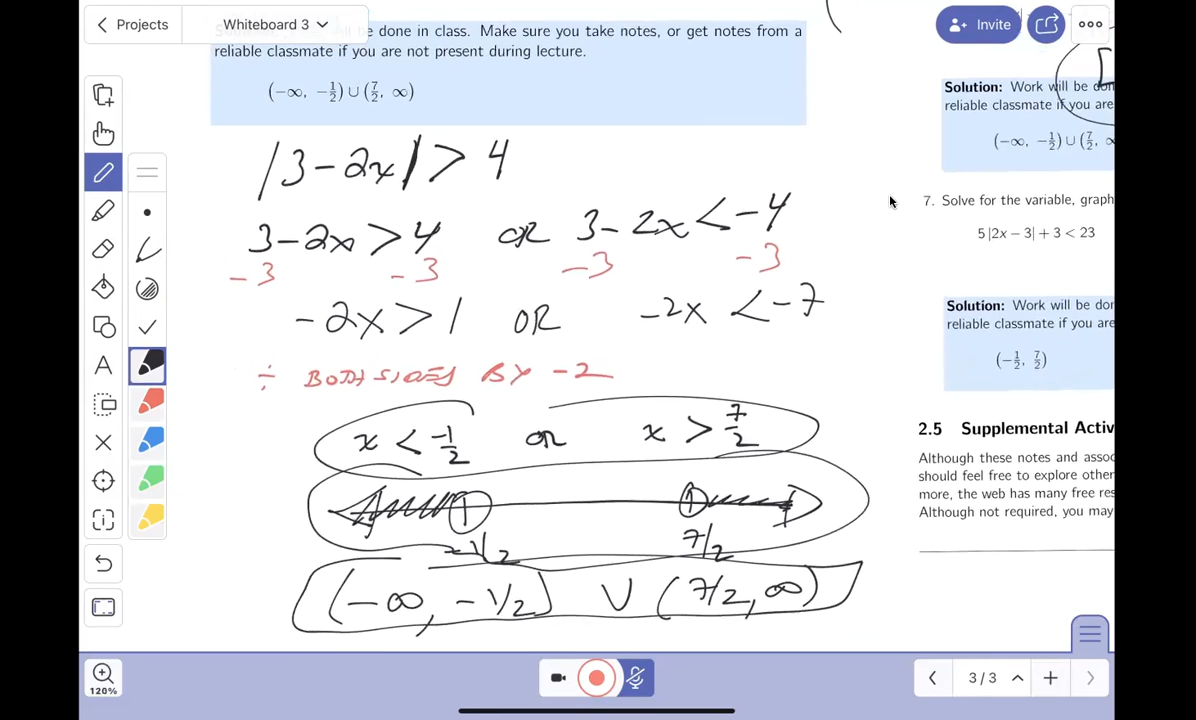 Projects
Whiteboard 3
Invite
be done in class. Make sure you take notes, or get notes from a
reliable classmate if you are not present during lecture.
(−∞, −1/2) ∪ (7/2, ∞)
|3 − 2x| > 4
3 − 2x > 4 OR 3 − 2x < −4
−3 −3 −3 −3
−2x > 1 OR −2x < −7
÷ BOTH SIDES BY −2
x < −1/2 OR x > 7/2
−1/2 7/2
(−∞, −1/2) ∪ (7/2, ∞)
Solution: Work will be don
reliable classmate if you are
(−∞, −1/2) ∪ (7/2, ∞
7. Solve for the variable, graph
5 |2x − 3| + 3 < 23
Solution: Work will be don
reliable classmate if you are
(−1/2, 7/2)
2.5 Supplemental Activ
Although these notes and assoc
should feel free to explore other
more, the web has many free res
Although not required, you may
120%
3 / 3